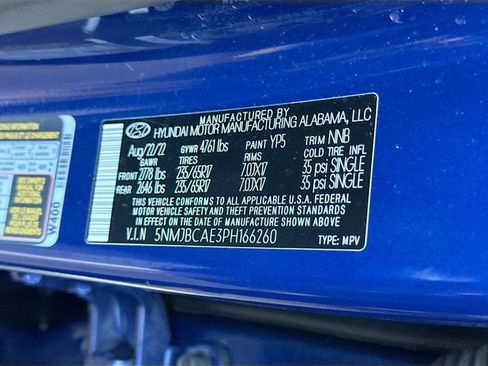 MANUFACTURED BY
HYUNDAI MOTOR MANUFACTURING ALABAMA, LLC
Aug/22/22 GVWR 4761 lbs PAINT YP5 TRIM NNB
GAWR TIRES RIMS COLD TIRE INFL
FRONT 2778 lbs 235/65R17 7.0JX17 35 psi SINGLE
REAR 2646 lbs 235/65R17 7.0JX17 35 psi SINGLE
THIS VEHICLE CONFORMS TO ALL APPLICABLE U.S.A. FEDERAL
MOTOR VEHICLE SAFETY, BUMPER, AND THEFT PREVENTION STANDARDS
IN EFFECT ON THE DATE OF MANUFACTURE SHOWN ABOVE.
V.I.N 5NMJBCAE3PH166260 TYPE: MPV
W400